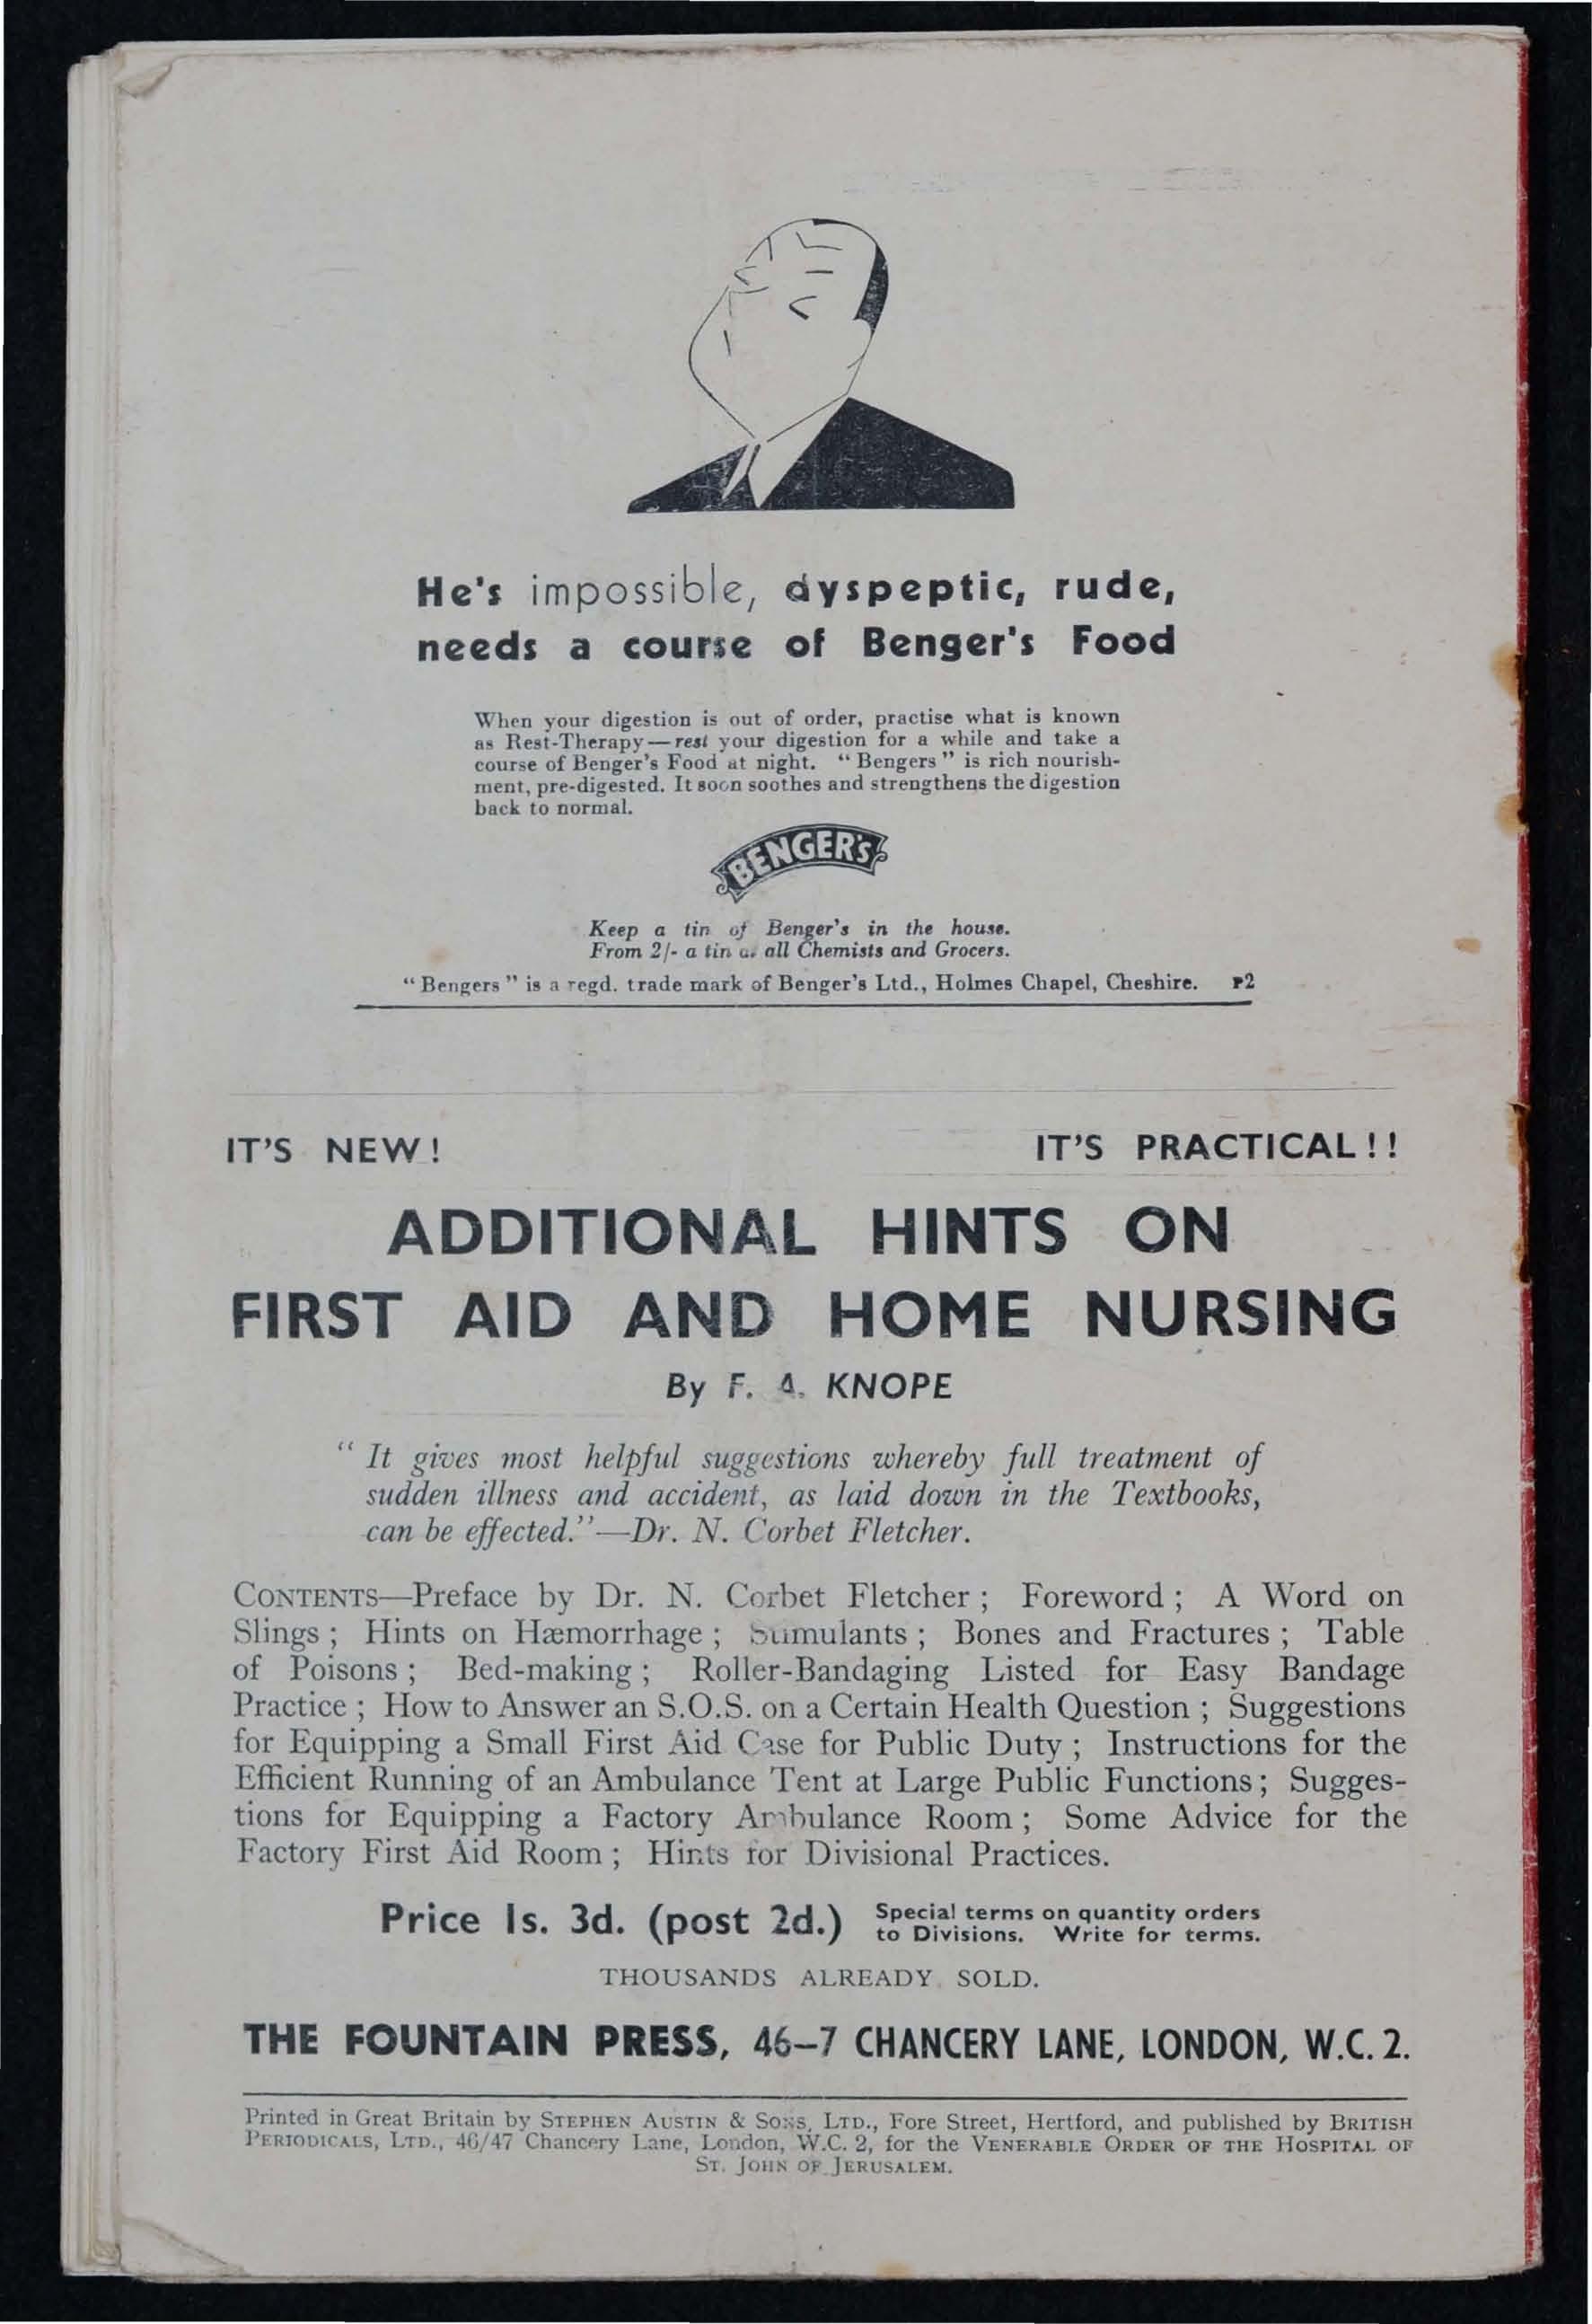 He's impossible, dyspeptic, rude,
needs a course of Benger's Food
When your digestion is out of order, practise what is known
as Rest-Therapy—rest your digestion for a while and take a
course of Benger's Food at night. “Bengers” is rich nourish-
ment, pre-digested. It soon soothes and strengthens the digestion
back to normal.
BENGER'S
Keep a tin of Benger's in the house.
From 2/- a tin at all Chemists and Grocers.
“Bengers” is a regd. trade mark of Benger's Ltd., Holmes Chapel, Cheshire. P2
IT'S NEW! IT'S PRACTICAL!!
ADDITIONAL HINTS ON
FIRST AID AND HOME NURSING
By F. A. KNOPE
“It gives most helpful suggestions whereby full treatment of
sudden illness and accident, as laid down in the Textbooks,
can be effected.”—Dr. N. Corbet Fletcher.
CONTENTS—Preface by Dr. N. Corbet Fletcher; Foreword; A Word on
Slings; Hints on Hæmorrhage; Stimulants; Bones and Fractures; Table
of Poisons; Bed-making; Roller-Bandaging Listed for Easy Bandage
Practice; How to Answer an S.O.S. on a Certain Health Question; Suggestions
for Equipping a Small First Aid Case for Public Duty; Instructions for the
Efficient Running of an Ambulance Tent at Large Public Functions; Sugges-
tions for Equipping a Factory Ambulance Room; Some Advice for the
Factory First Aid Room; Hints for Divisional Practices.
Price 1s. 3d. (post 2d.) Special terms on quantity orders
to Divisions. Write for terms.
THOUSANDS ALREADY SOLD.
THE FOUNTAIN PRESS, 46–7 CHANCERY LANE, LONDON, W.C. 2.
Printed in Great Britain by STEPHEN AUSTIN & SONS, LTD., Fore Street, Hertford, and published by BRITISH
PERIODICALS, LTD., 46/47 Chancery Lane, London, W.C. 2, for the VENERABLE ORDER OF THE HOSPITAL OF
ST. JOHN OF JERUSALEM.